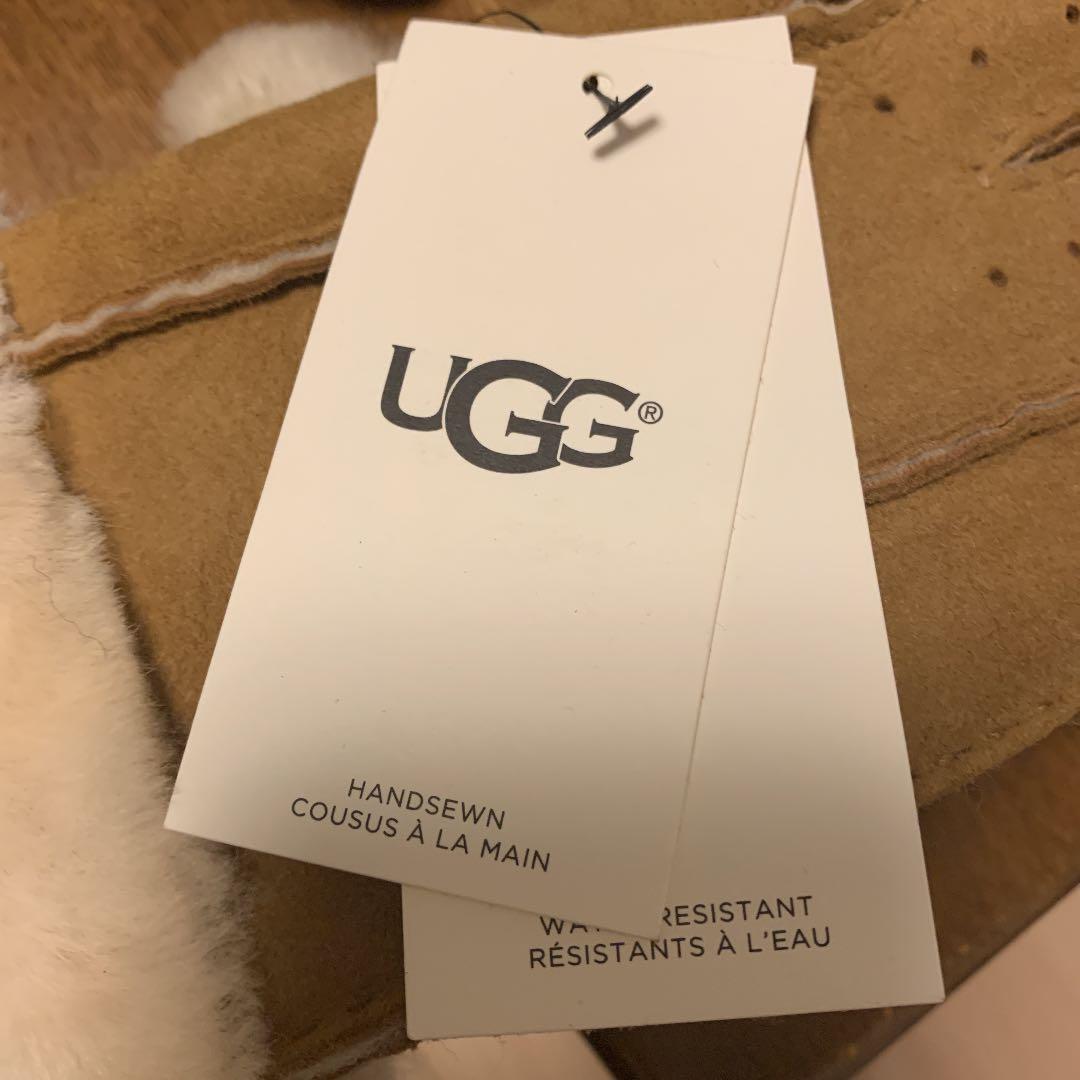 UGG®
HANDSEWN
COUSUS À LA MAIN
RESISTANT
RÉSISTANTS À L'EAU